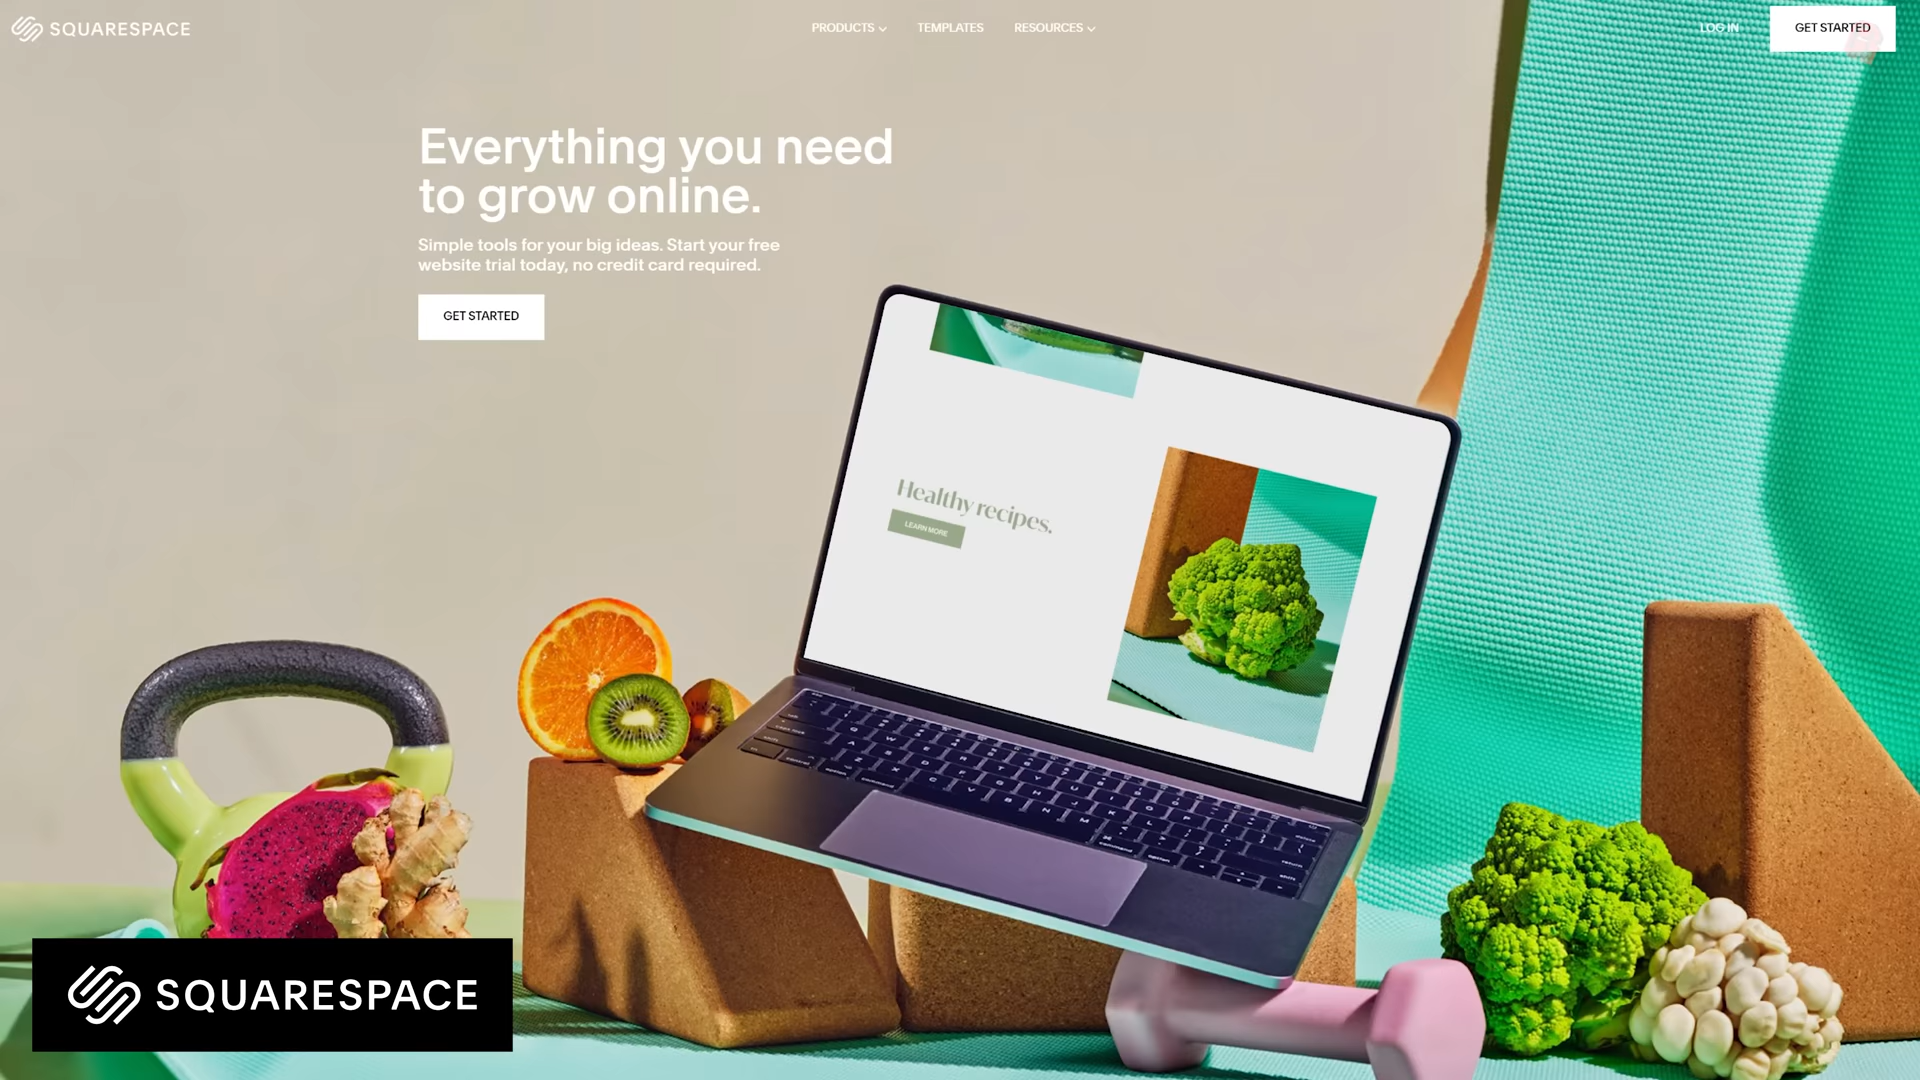 SQUARESPACE
PRODUCTS
TEMPLATES
RESOURCES
LOG IN
GET STARTED
Everything you need
to grow online.
Simple tools for your big ideas. Start your free
website trial today, no credit card required.
GET STARTED
Healthy recipes.
LEARN MORE
SQUARESPACE